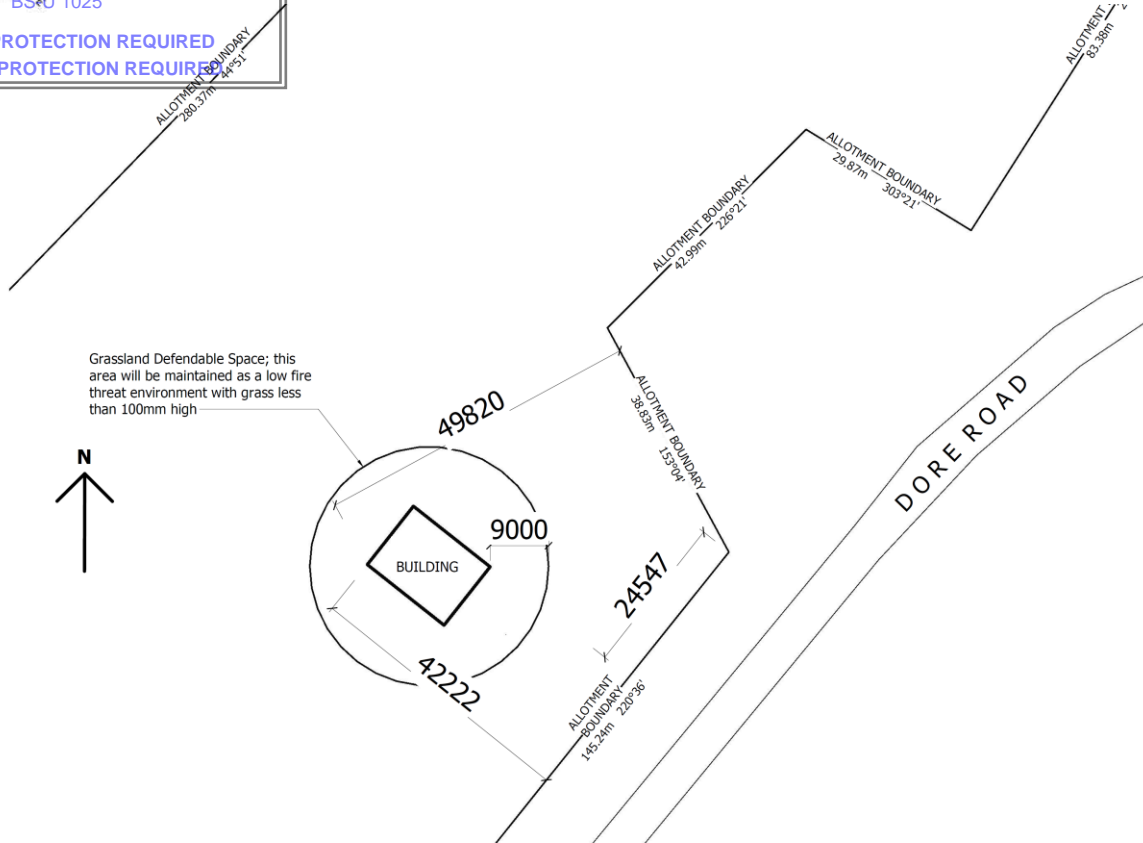 BS-U 1025
PROTECTION REQUIRED
PROTECTION REQUIRED
ALLOTMENT BOUNDARY
280.37m 44°51'
ALLOTMENT
83.38m
ALLOTMENT BOUNDARY
29.87m 303°21'
ALLOTMENT BOUNDARY
42.99m 226°21'
Grassland Defendable Space; this
area will be maintained as a low fire
threat environment with grass less
than 100mm high
49820
ALLOTMENT BOUNDARY
38.83m 153°04'
DORE ROAD
N
9000
BUILDING
24547
42222
ALLOTMENT
BOUNDARY
145.24m 220°36'